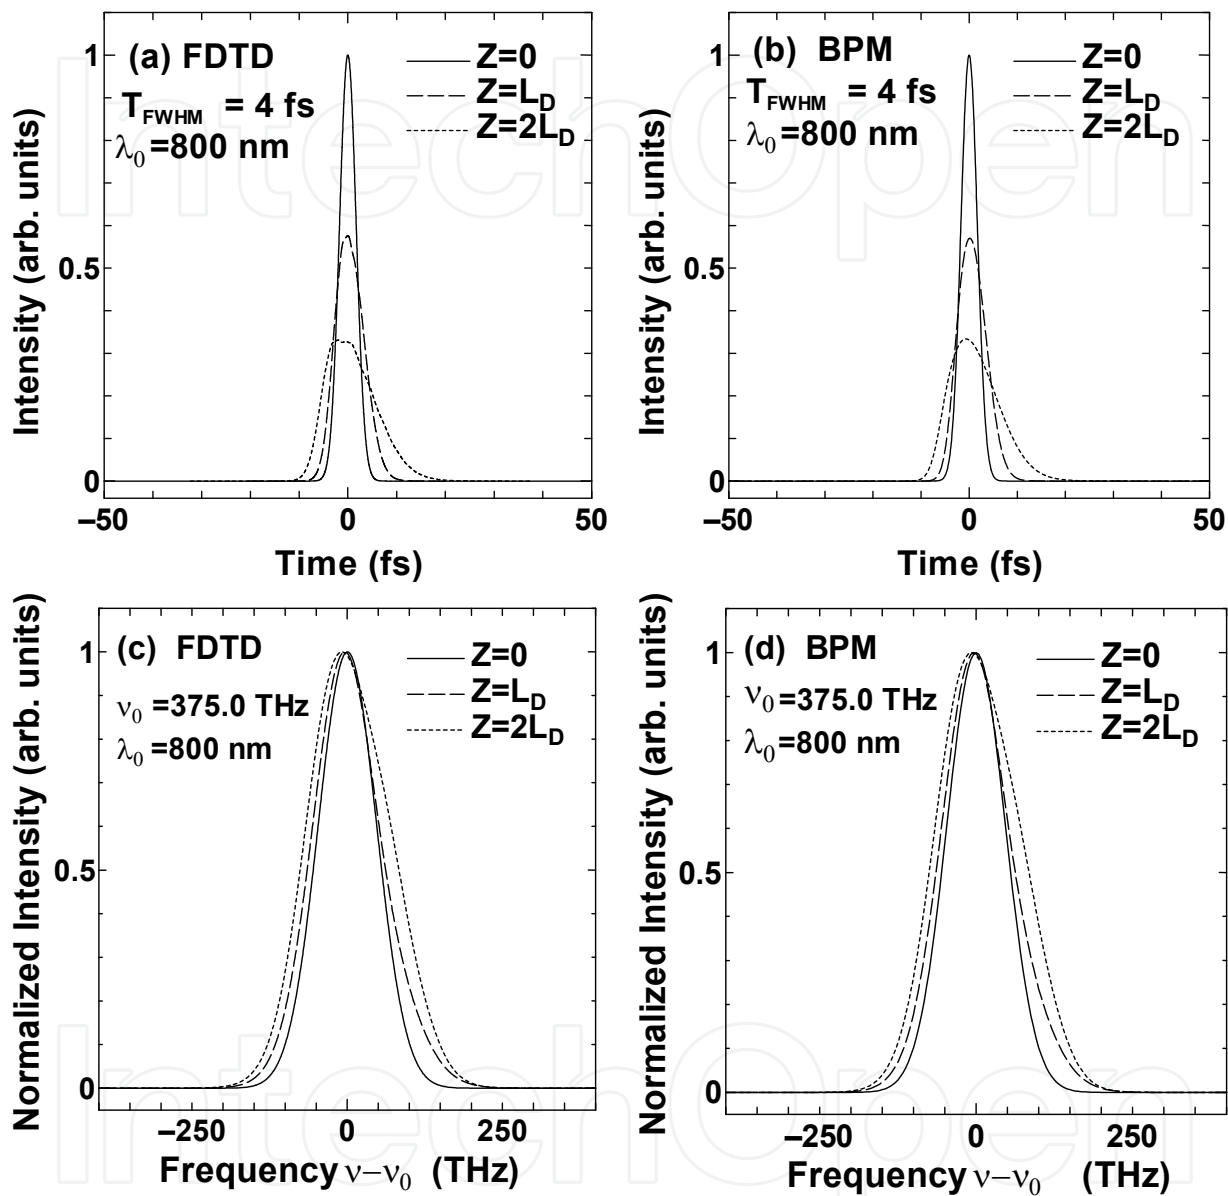 (a) FDTD
T_FWHM = 4 fs
λ₀=800 nm
Z=0
Z=L_D
Z=2L_D
1
0.5
0
Intensity (arb. units)
−50
0
50
Time (fs)
(b) BPM
T_FWHM = 4 fs
λ₀=800 nm
Z=0
Z=L_D
Z=2L_D
1
0.5
0
Intensity (arb. units)
−50
0
50
Time (fs)
(c) FDTD
ν₀ =375.0 THz
λ₀ =800 nm
Z=0
Z=L_D
Z=2L_D
1
0.5
0
Normalized Intensity (arb. units)
−250
0
250
Frequency ν−ν₀ (THz)
(d) BPM
ν₀ =375.0 THz
λ₀=800 nm
Z=0
Z=L_D
Z=2L_D
1
0.5
0
Normalized Intensity (arb. units)
−250
0
250
Frequency ν−ν₀ (THz)
IntechOpen
IntechOpen